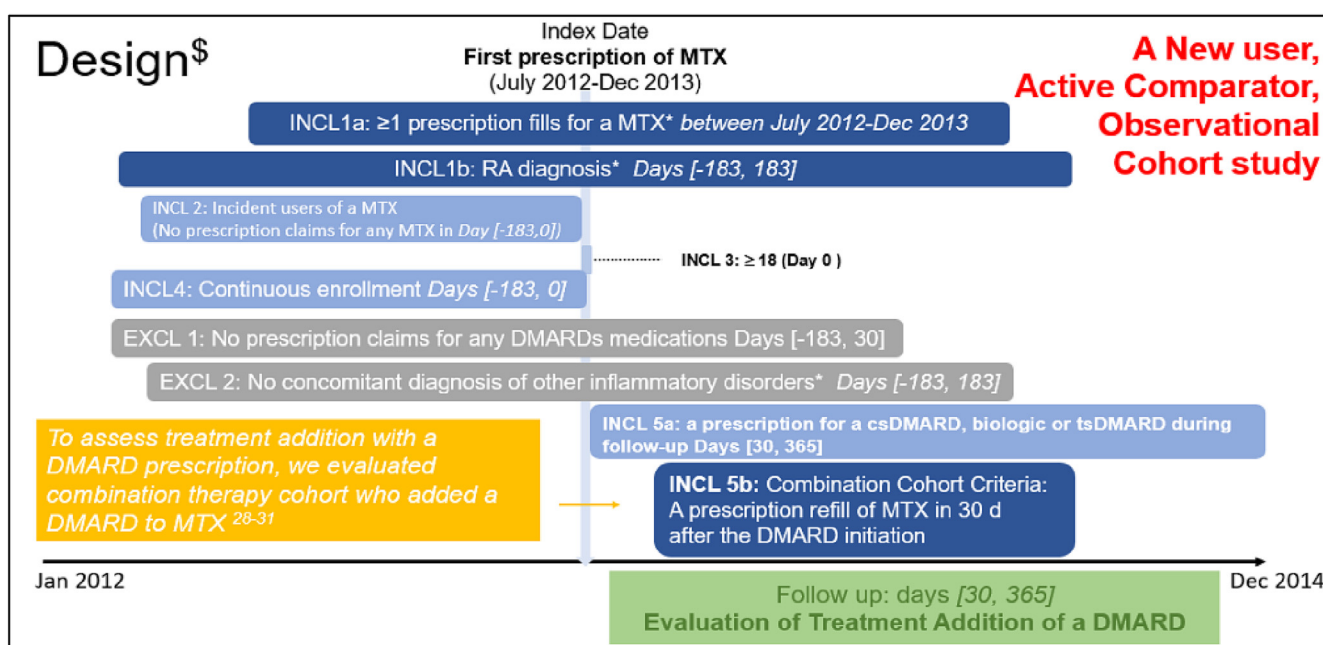 Design$
Index Date
First prescription of MTX
(July 2012-Dec 2013)
A New user,
Active Comparator,
Observational
Cohort study
INCL1a: ≥1 prescription fills for a MTX* between July 2012-Dec 2013
INCL1b: RA diagnosis* Days [-183, 183]
INCL 2: Incident users of a MTX
(No prescription claims for any MTX in Day [-183,0])
INCL 3: ≥ 18 (Day 0 )
INCL4: Continuous enrollment Days [-183, 0]
EXCL 1: No prescription claims for any DMARDs medications Days [-183, 30]
EXCL 2: No concomitant diagnosis of other inflammatory disorders* Days [-183, 183]
INCL 5a: a prescription for a csDMARD, biologic or tsDMARD during
follow-up Days [30, 365]
To assess treatment addition with a
DMARD prescription, we evaluated
combination therapy cohort who added a
DMARD to MTX 28-31
INCL 5b: Combination Cohort Criteria:
A prescription refill of MTX in 30 d
after the DMARD initiation
Jan 2012
Dec 2014
Follow up: days [30, 365]
Evaluation of Treatment Addition of a DMARD